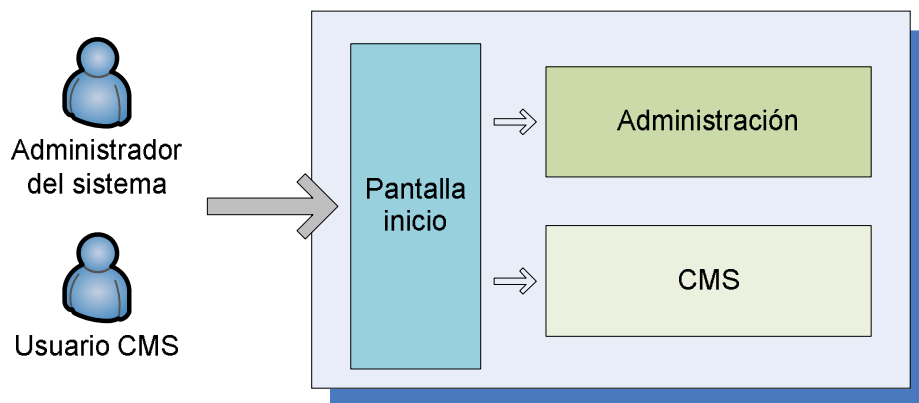 Administrador
del sistema
Usuario CMS
Pantalla
inicio
Administración
CMS